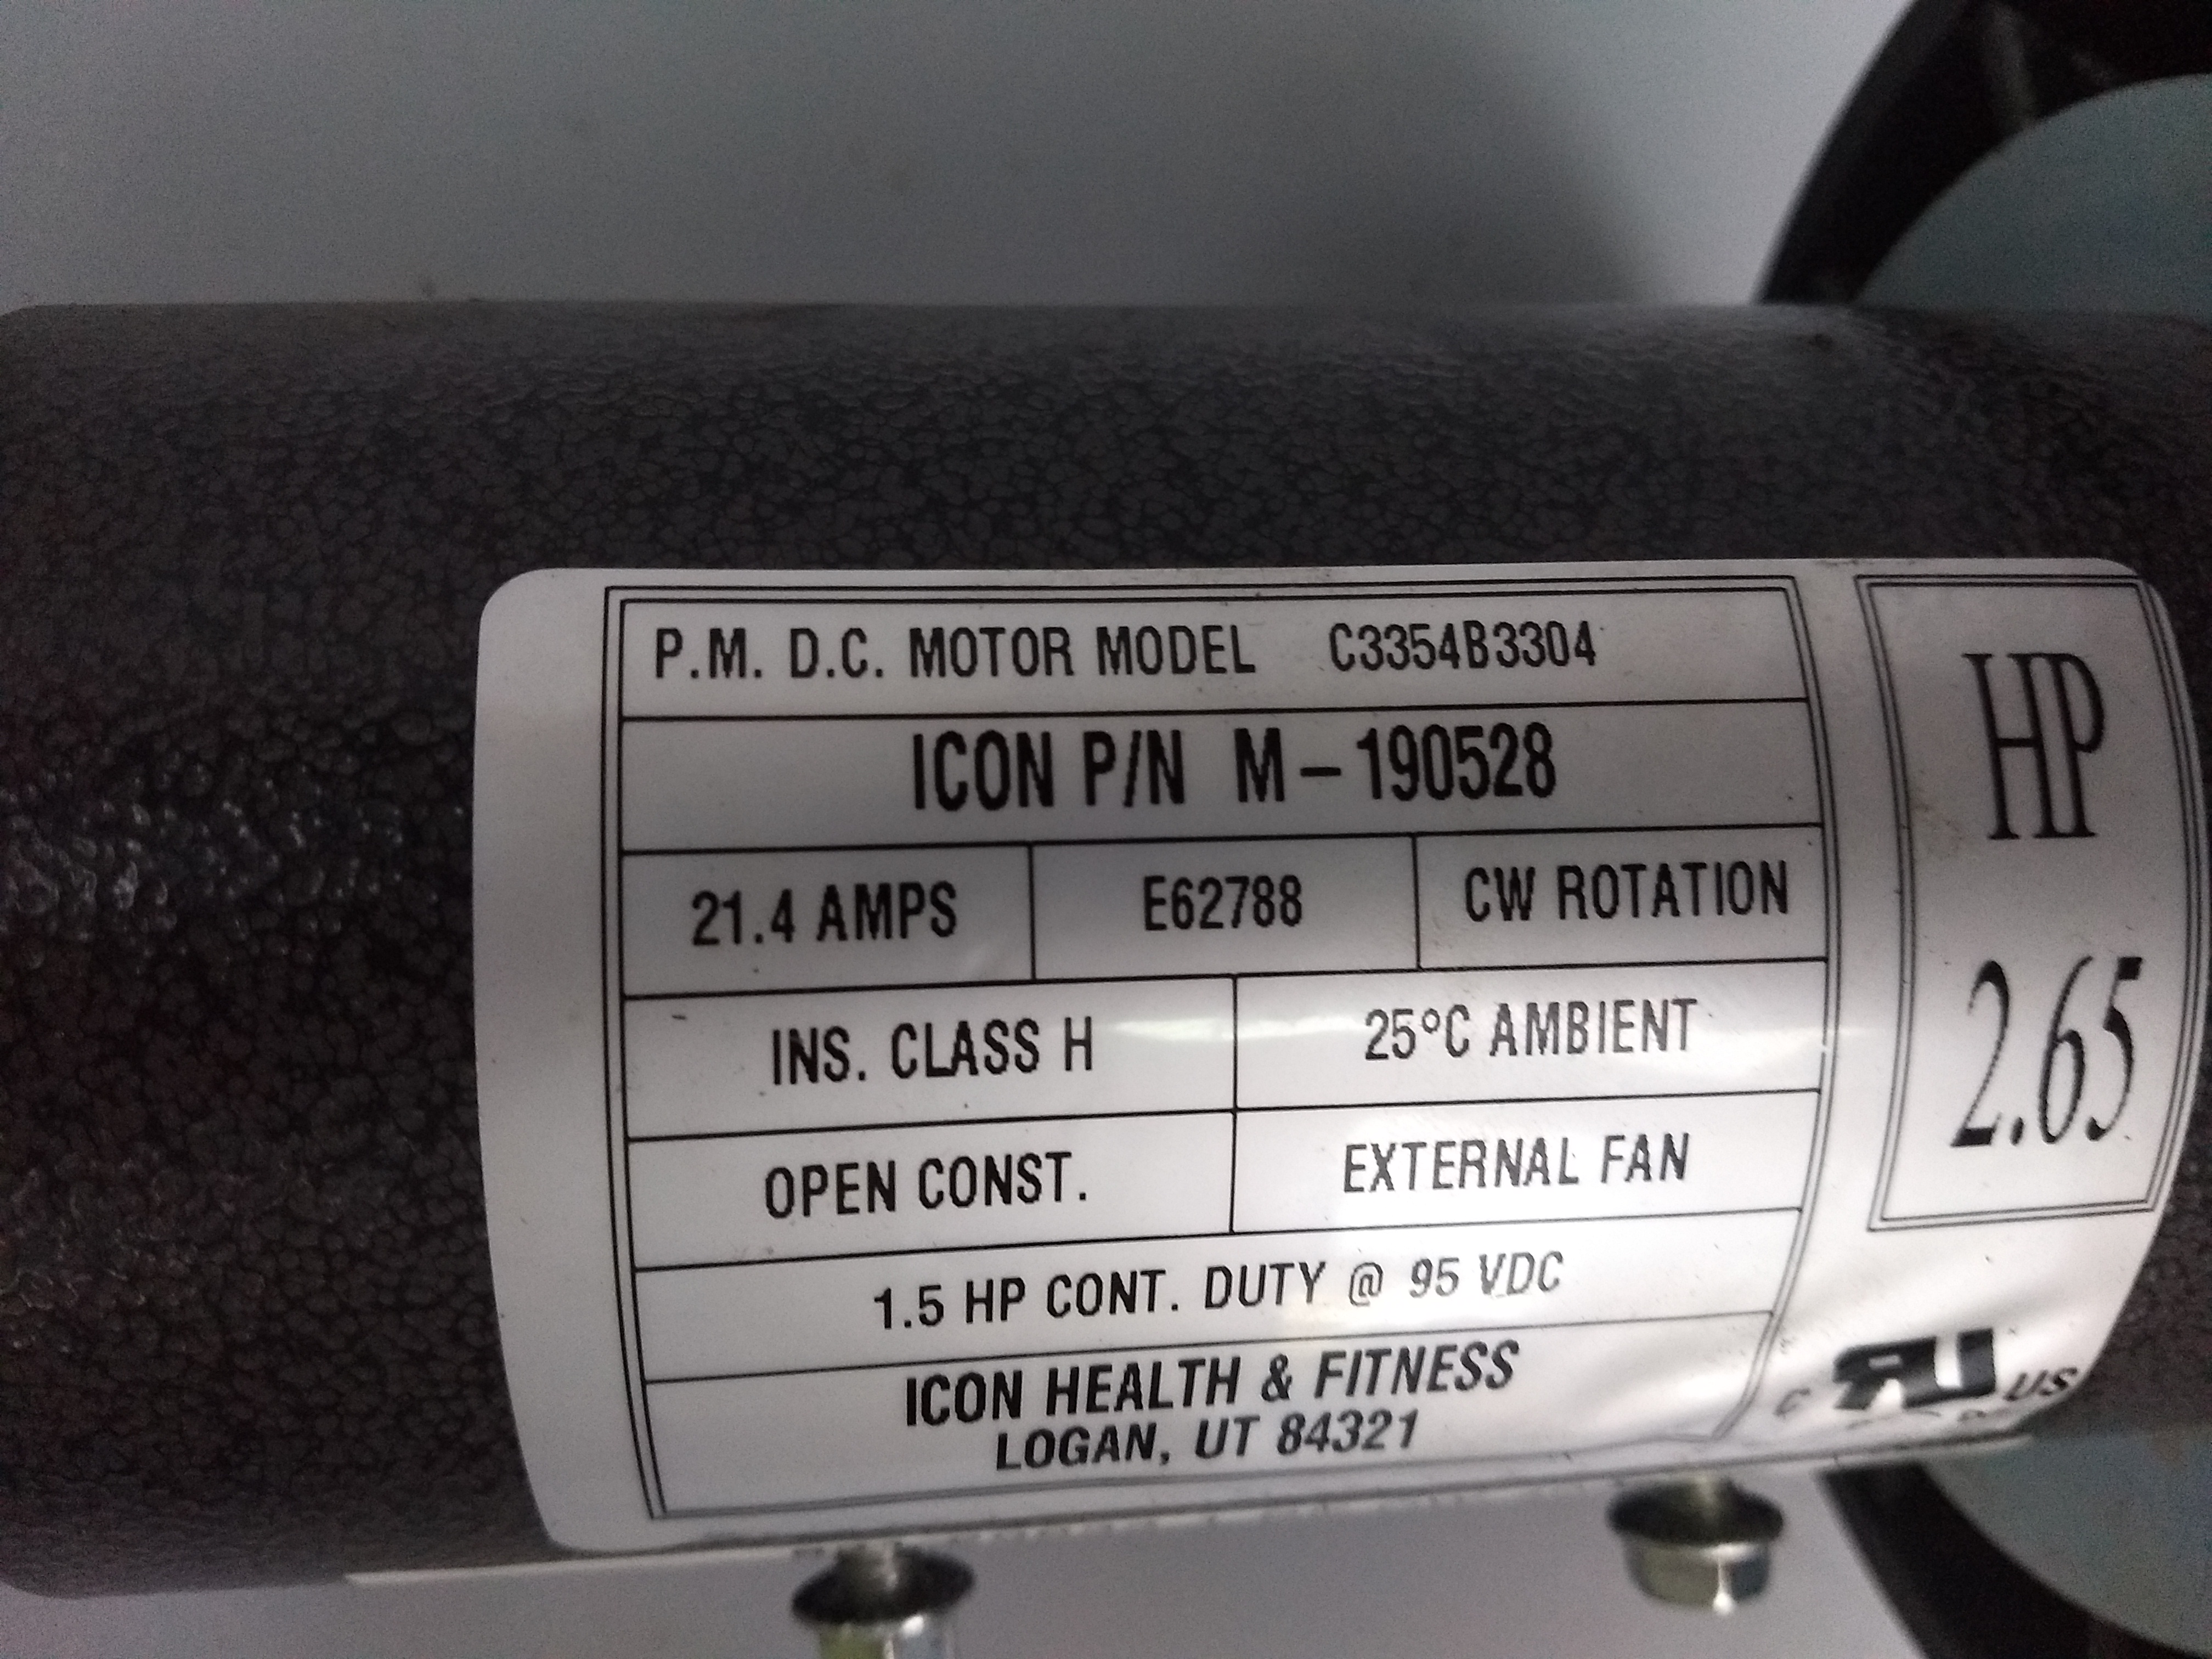 P.M. D.C. MOTOR MODEL C3354B3304
ICON P/N M-190528
21.4 AMPS E62788 CW ROTATION
INS. CLASS H 25°C AMBIENT
OPEN CONST. EXTERNAL FAN
1.5 HP CONT. DUTY @ 95 VDC
ICON HEALTH & FITNESS
LOGAN, UT 84321
HP
2.65
c RU US